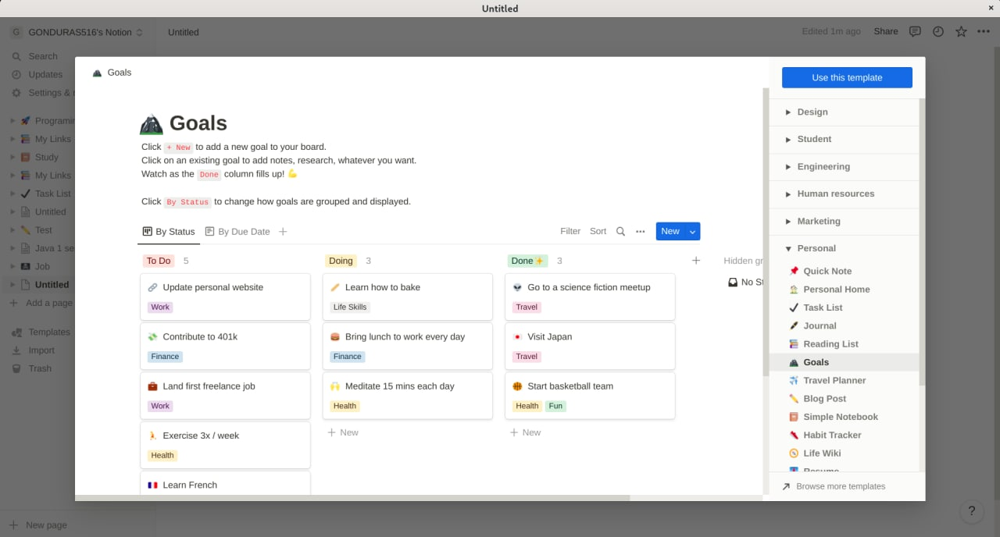 Untitled
×
G GONDURAS516's Notion
Untitled
Edited 1m ago
Share
Search
Updates
Settings &
Programin
My Links
Study
My Links
Task List
Untitled
Test
Java 1 se
Job
Untitled
Add a page
Templates
Import
Trash
New page
Goals
Goals
Click + New to add a new goal to your board.
Click on an existing goal to add notes, research, whatever you want.
Watch as the Done column fills up! 💪
Click By Status to change how goals are grouped and displayed.
By Status
By Due Date
+
Filter
Sort
•••
New
To Do 5
Update personal website
Work
Contribute to 401k
Finance
Land first freelance job
Work
Exercise 3x / week
Health
Learn French
Doing 3
Learn how to bake
Life Skills
Bring lunch to work every day
Finance
Meditate 15 mins each day
Health
+ New
Done✨ 3
Go to a science fiction meetup
Travel
Visit Japan
Travel
Start basketball team
Health Fun
+ New
+
Hidden gr
No St
Use this template
Design
Student
Engineering
Human resources
Marketing
Personal
Quick Note
Personal Home
Task List
Journal
Reading List
Goals
Travel Planner
Blog Post
Simple Notebook
Habit Tracker
Life Wiki
Resume
Browse more templates
?